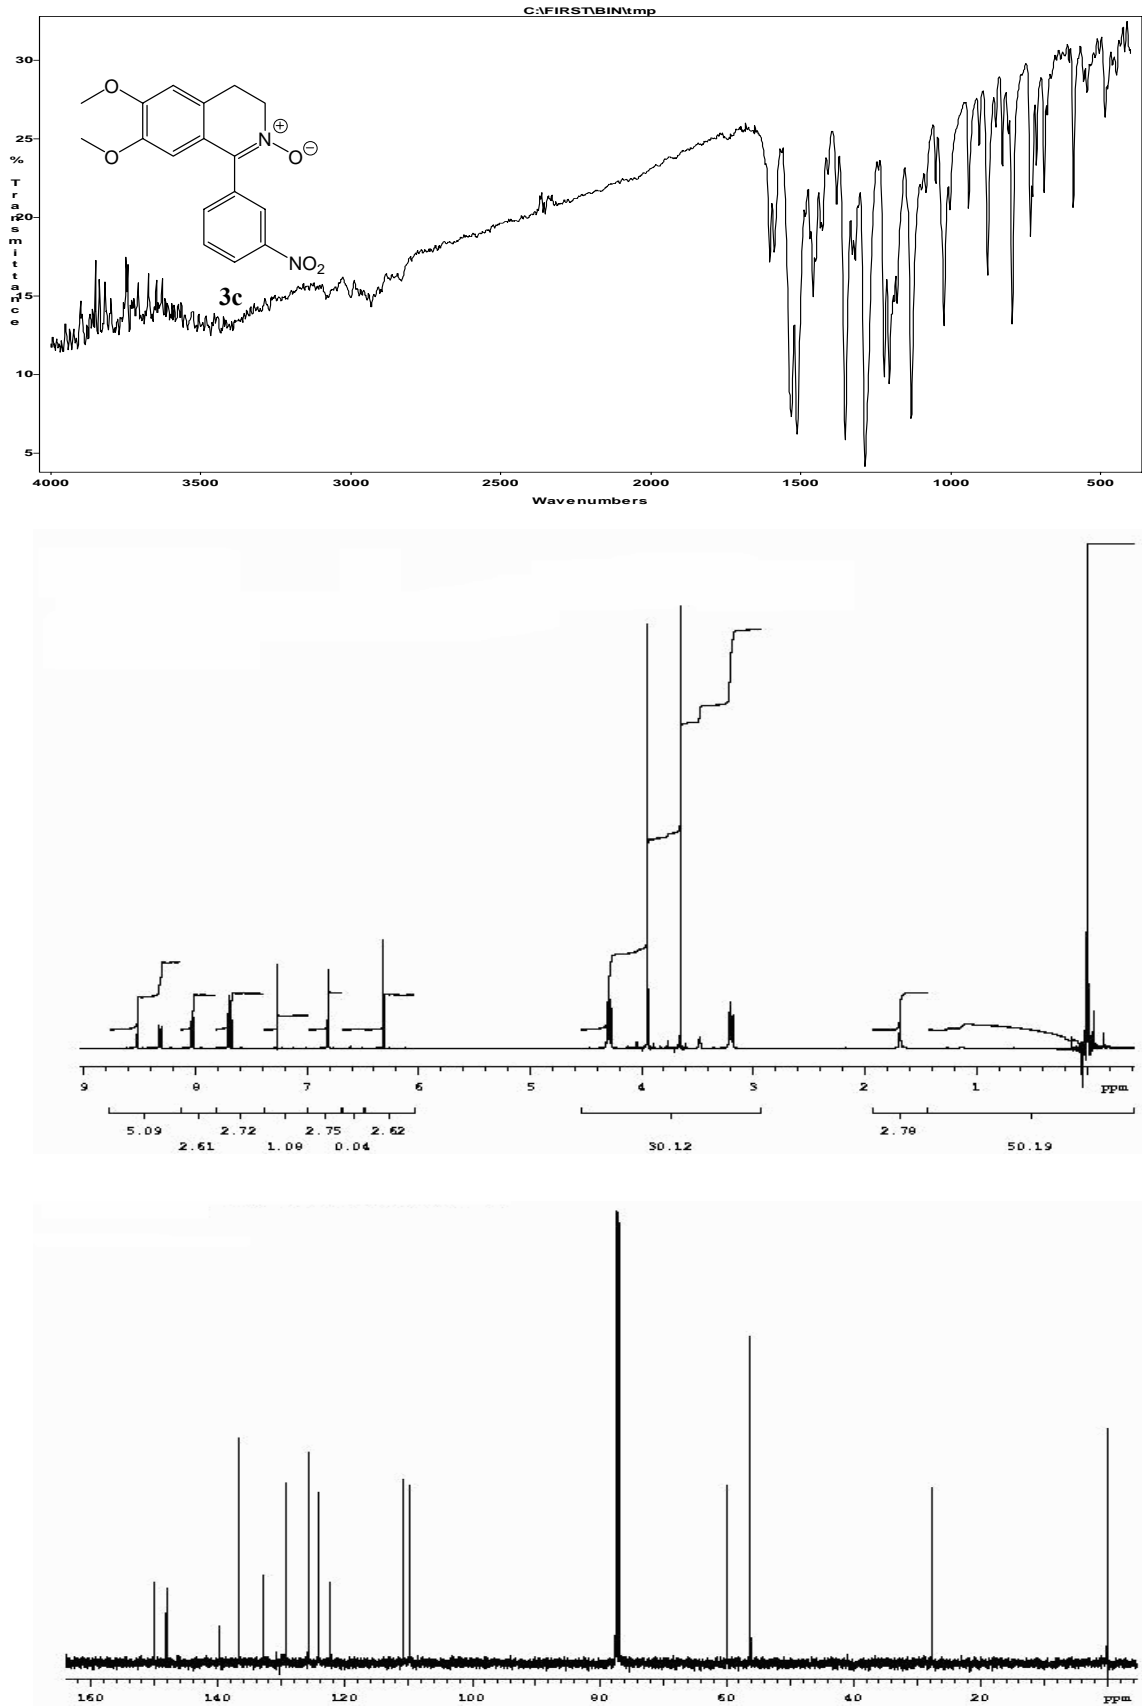 C:\FIRST\BIN\tmp
30
25
20
15
10
5
% Transmittance
O
O
N
⊕
O
⊖
NO2
3c
4000 3500 3000 2500 2000 1500 1000 500
Wavenumbers
9 8 7 6 5 4 3 2 1 ppm
5.09 2.72 2.75 2.62 30.12 2.78 50.19
2.61 1.08 0.04
160 140 120 100 80 60 40 20 ppm